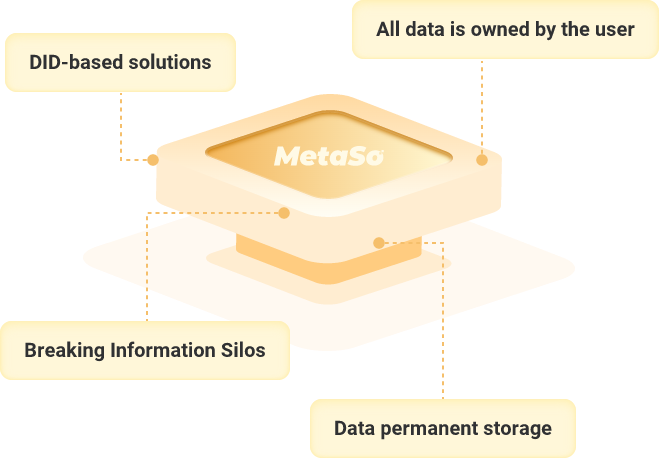 All data is owned by the user
DID-based solutions
MetaSo
Breaking Information Silos
Data permanent storage